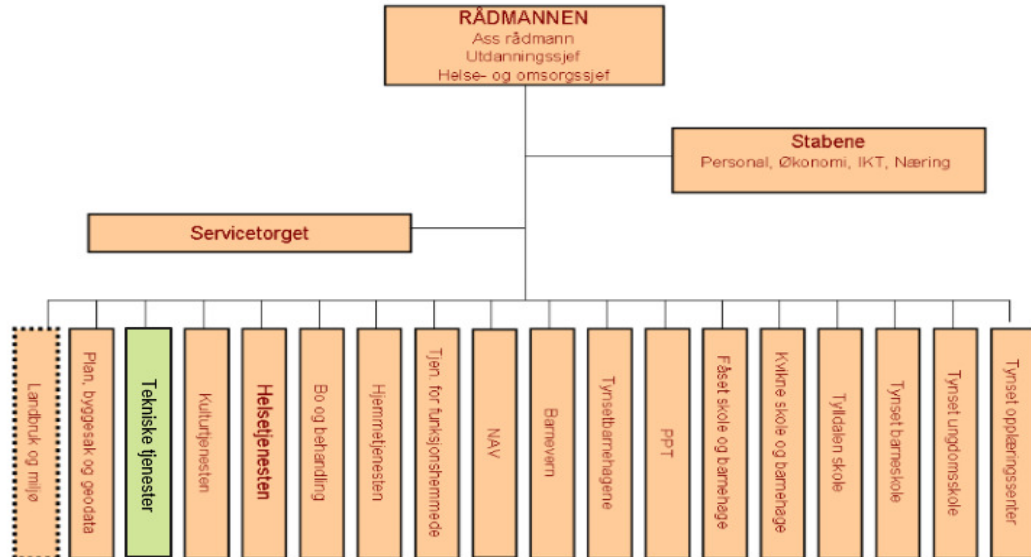 RÅDMANNEN
Ass rådmann
Utdanningssjef
Helse- og omsorgssjef
Stabene
Personal, Økonomi, IKT, Næring
Servicetorget
Landbruk og miljø
Plan, byggesak og geodata
Tekniske tjenester
Kulturtjenesten
Helsetjenesten
Bo og behandling
Hjemmetjenesten
Tjen. for funksjonshemmede
NAV
Barnevern
Tynsetbarnehagene
PPT
Fåset skole og barnehage
Kvikne skole og barnehage
Tylldalen skole
Tynset barneskole
Tynset ungdomsskole
Tynset opplæringssenter